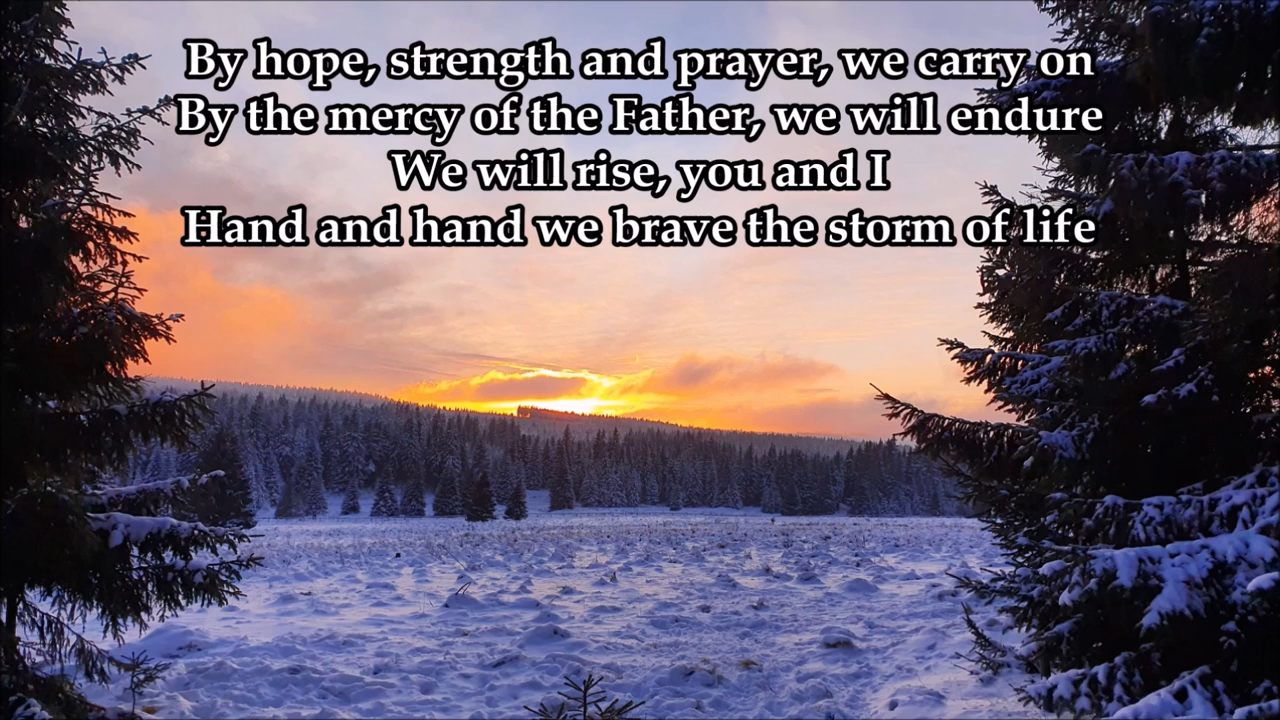 By hope, strength and prayer, we carry on
By the mercy of the Father, we will endure
We will rise, you and I
Hand and hand we brave the storm of life